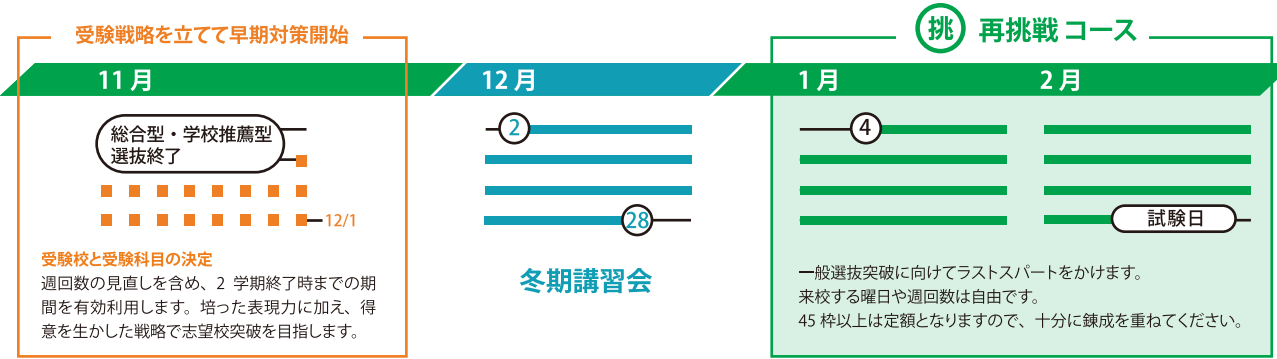 受験戦略を立てて早期対策開始
挑 再挑戦コース
11月
12月
1月
2月
総合型・学校推薦型
選抜終了
12/1
2
28
4
試験日
受験校と受験科目の決定
週回数の見直しを含め、2 学期終了時までの期
間を有効利用します。培った表現力に加え、得
意を生かした戦略で志望校突破を目指します。
冬期講習会
一般選抜突破に向けてラストスパートをかけます。
来校する曜日や週回数は自由です。
45 枠以上は定額となりますので、十分に錬成を重ねてください。